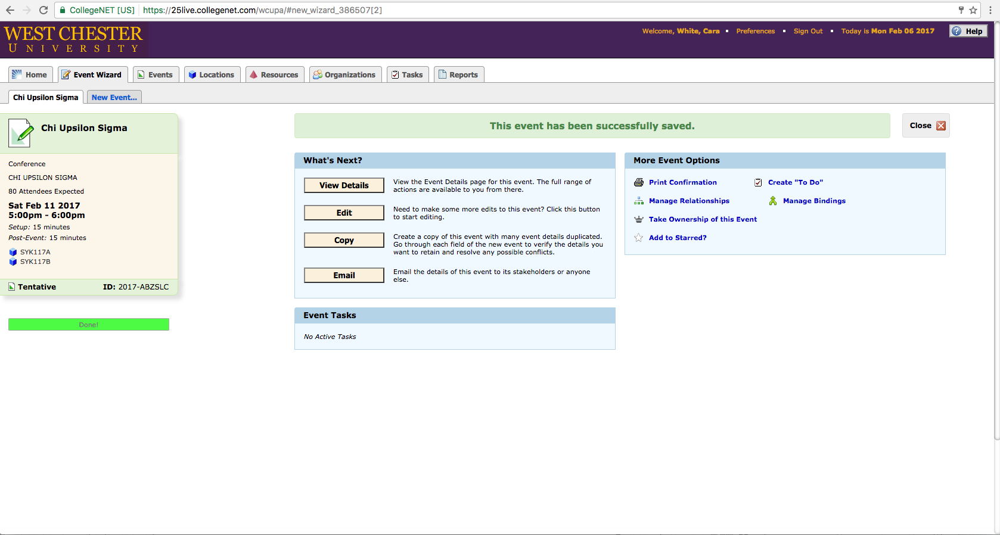 CollegeNET [US]
https://25live.collegenet.com/wcupa/#new_wizard_386507[2]
WEST CHESTER
UNIVERSITY
Welcome, White, Cara
Preferences
Sign Out
Today is Mon Feb 06 2017
Help
Home
Event Wizard
Events
Locations
Resources
Organizations
Tasks
Reports
Chi Upsilon Sigma
New Event...
Chi Upsilon Sigma
Conference
CHI UPSILON SIGMA
80 Attendees Expected
Sat Feb 11 2017
5:00pm - 6:00pm
Setup: 15 minutes
Post-Event: 15 minutes
SYK117A
SYK117B
Tentative
ID: 2017-ABZSLC
Done!
This event has been successfully saved.
Close
What's Next?
View Details
View the Event Details page for this event. The full range of
actions are available to you from there.
Edit
Need to make some more edits to this event? Click this button
to start editing.
Copy
Create a copy of this event with many event details duplicated.
Go through each field of the new event to verify the details you
want to retain and resolve any possible conflicts.
Email
Email the details of this event to its stakeholders or anyone
else.
Event Tasks
No Active Tasks
More Event Options
Print Confirmation
Create "To Do"
Manage Relationships
Manage Bindings
Take Ownership of this Event
Add to Starred?